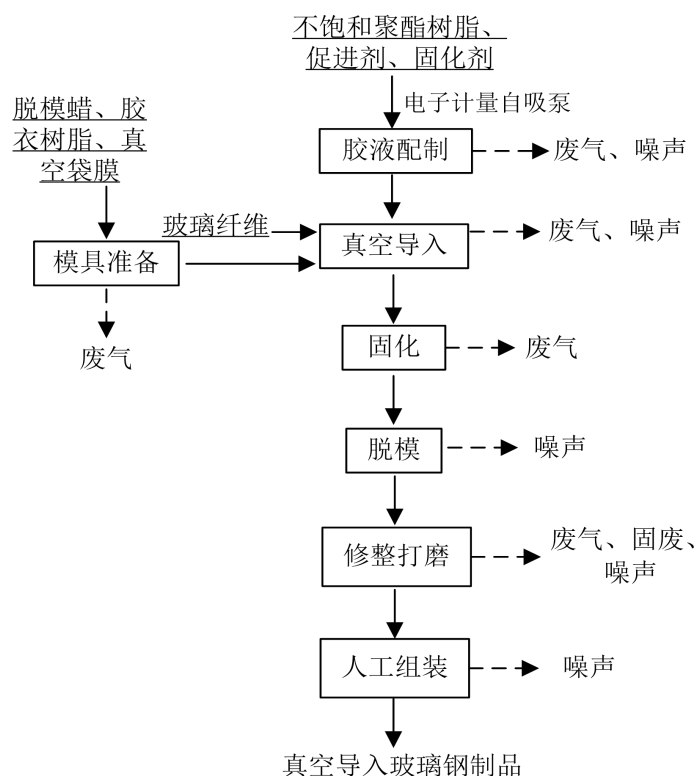 不饱和聚酯树脂、
促进剂、固化剂
电子计量自吸泵
脱模蜡、胶
衣树脂、真
空袋膜
胶液配制
废气、噪声
玻璃纤维
模具准备
真空导入
废气、噪声
废气
固化
废气
脱模
噪声
修整打磨
废气、固废、
噪声
人工组装
噪声
真空导入玻璃钢制品